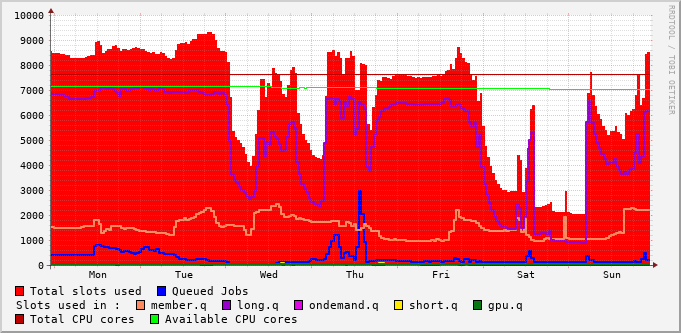 10000
9000
8000
7000
6000
5000
4000
3000
2000
1000
0
Mon Tue Wed Thu Fri Sat Sun
RRDTOOL / TOBI OETIKER
Total slots used Queued Jobs
Slots used in : member.q long.q ondemand.q short.q gpu.q
Total CPU cores Available CPU cores